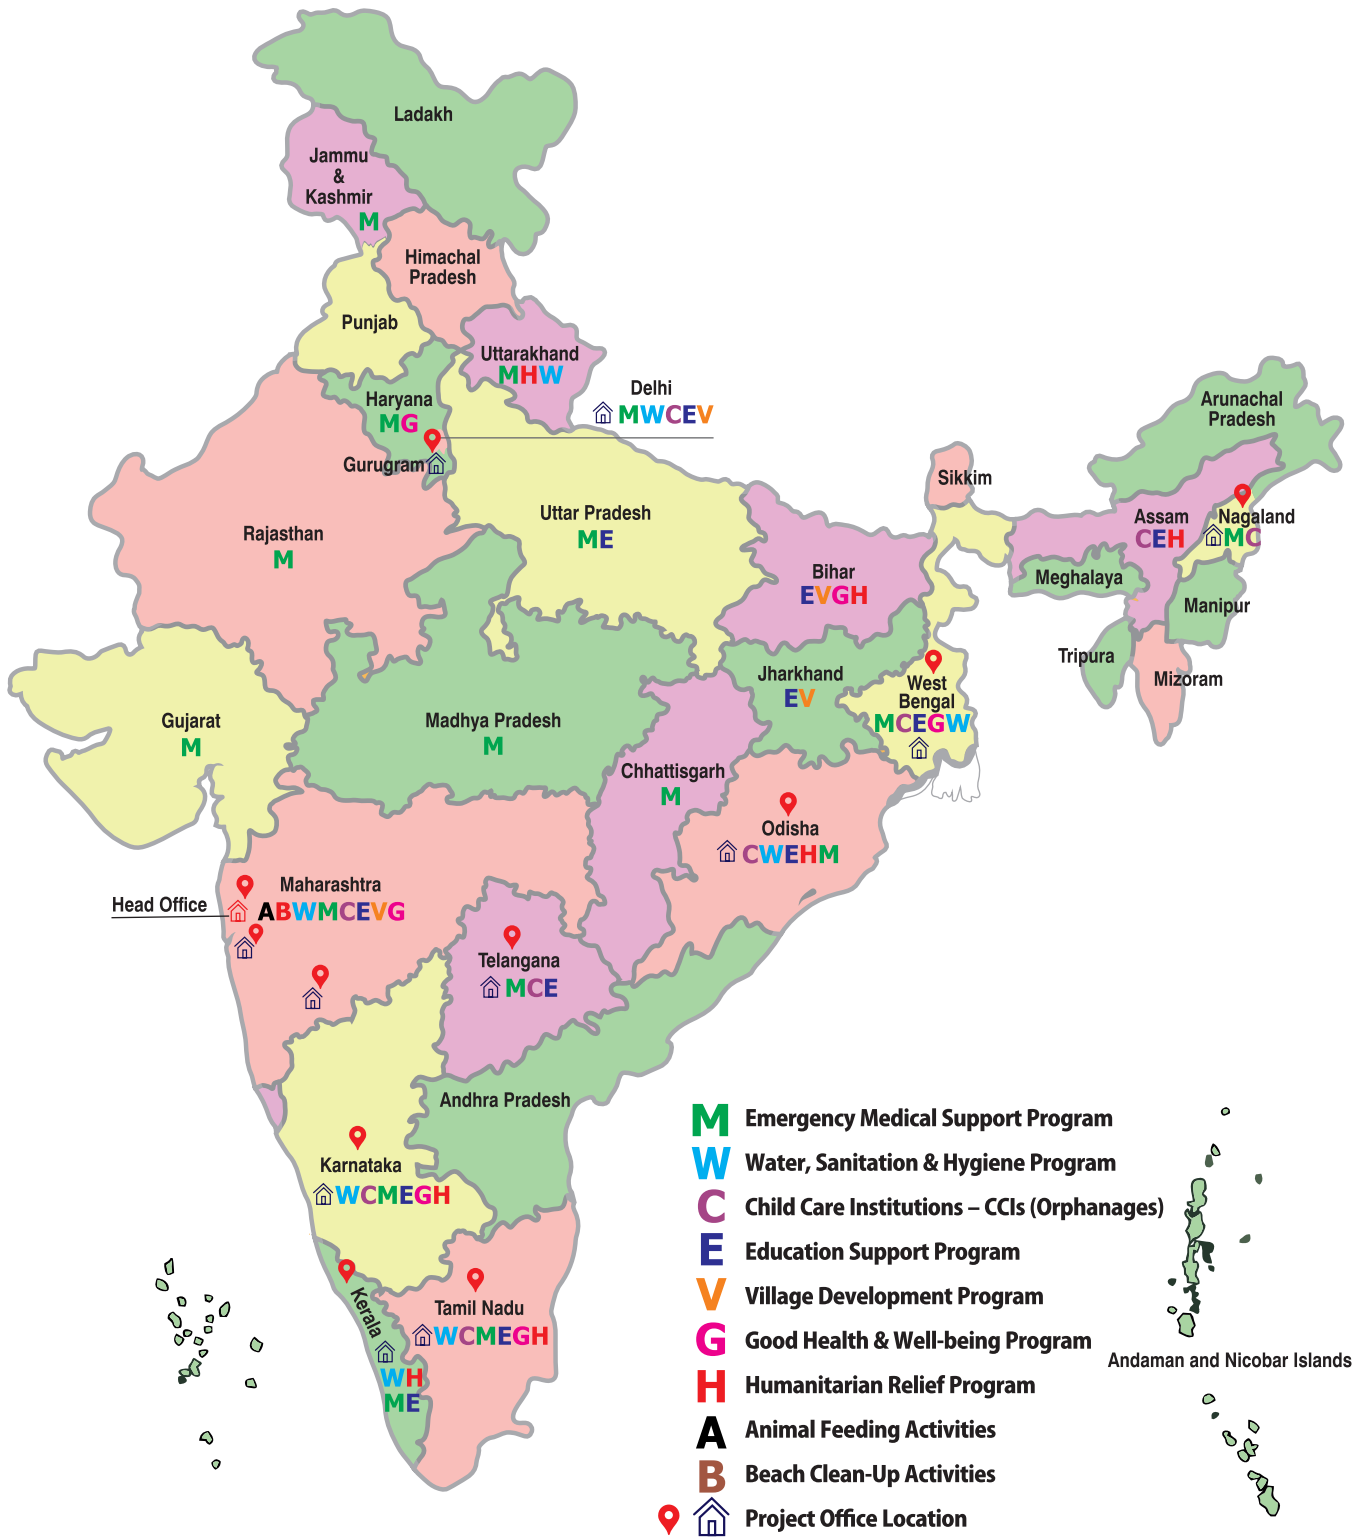 Ladakh
Jammu
&
Kashmir
M
Himachal
Pradesh
Punjab
Uttarakhand
MHW
Delhi
MWCEV
Haryana
MG
Gurugram
Arunachal
Pradesh
Sikkim
Rajasthan
M
Uttar Pradesh
ME
Assam
CEH
Nagaland
MC
Bihar
EVGH
Meghalaya
Manipur
Tripura
Mizoram
Jharkhand
EV
West
Bengal
MCEGW
Gujarat
M
Madhya Pradesh
M
Chhattisgarh
M
Odisha
CWEHM
Maharashtra
Head Office
ABWMCEVG
Telangana
MCE
Andhra Pradesh
Karnataka
WCMEGH
Kerala
WH
ME
Tamil Nadu
WCMEGH
M Emergency Medical Support Program
W Water, Sanitation & Hygiene Program
C Child Care Institutions – CCIs (Orphanages)
E Education Support Program
V Village Development Program
G Good Health & Well-being Program
H Humanitarian Relief Program
A Animal Feeding Activities
B Beach Clean-Up Activities
Project Office Location
Andaman and Nicobar Islands